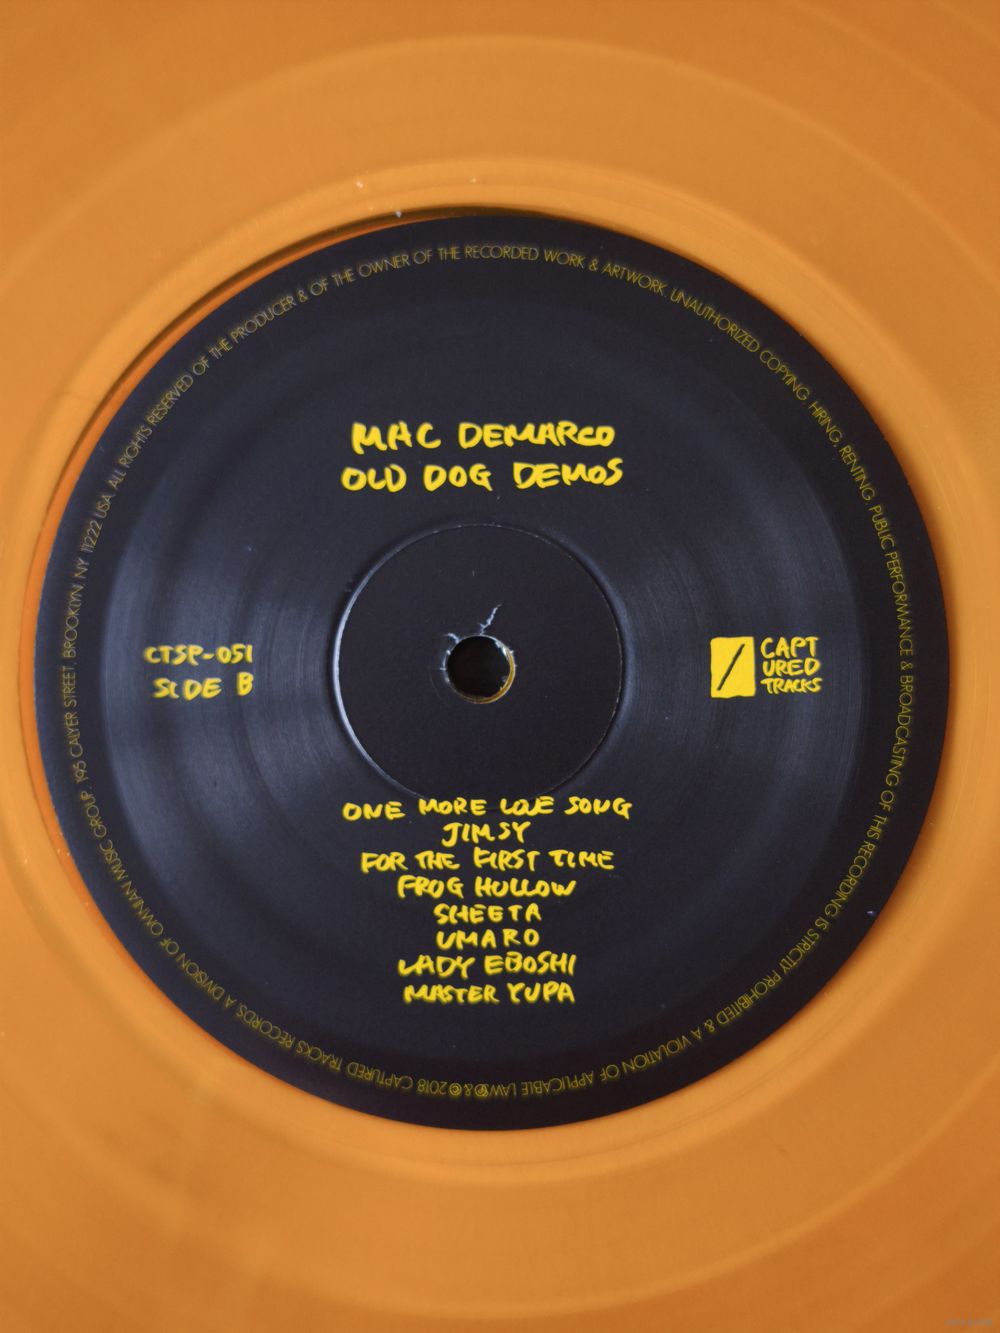 MAC DEMARCO
OLD DOG DEMOS
CTSP-051
SIDE B
CAPT
URED
TRACKS
ONE MORE LOVE SONG
JIMSY
FOR THE FIRST TIME
FROG HOLLOW
SHEETA
UMARO
LADY EBOSHI
MASTER YUPA
℗&©2018 CAPTURED TRACKS RECORDS, A DIVISION OF OMNIAN MUSIC GROUP. 195 CALYER STREET, BROOKLYN, NY 11222 USA. ALL RIGHTS RESERVED OF THE PRODUCER & OF THE OWNER OF THE RECORDED WORK & ARTWORK. UNAUTHORIZED COPYING, HIRING, RENTING, PUBLIC PERFORMANCE & BROADCASTING OF THIS RECORDING IS STRICTLY PROHIBITED & A VIOLATION OF APPLICABLE LAWS